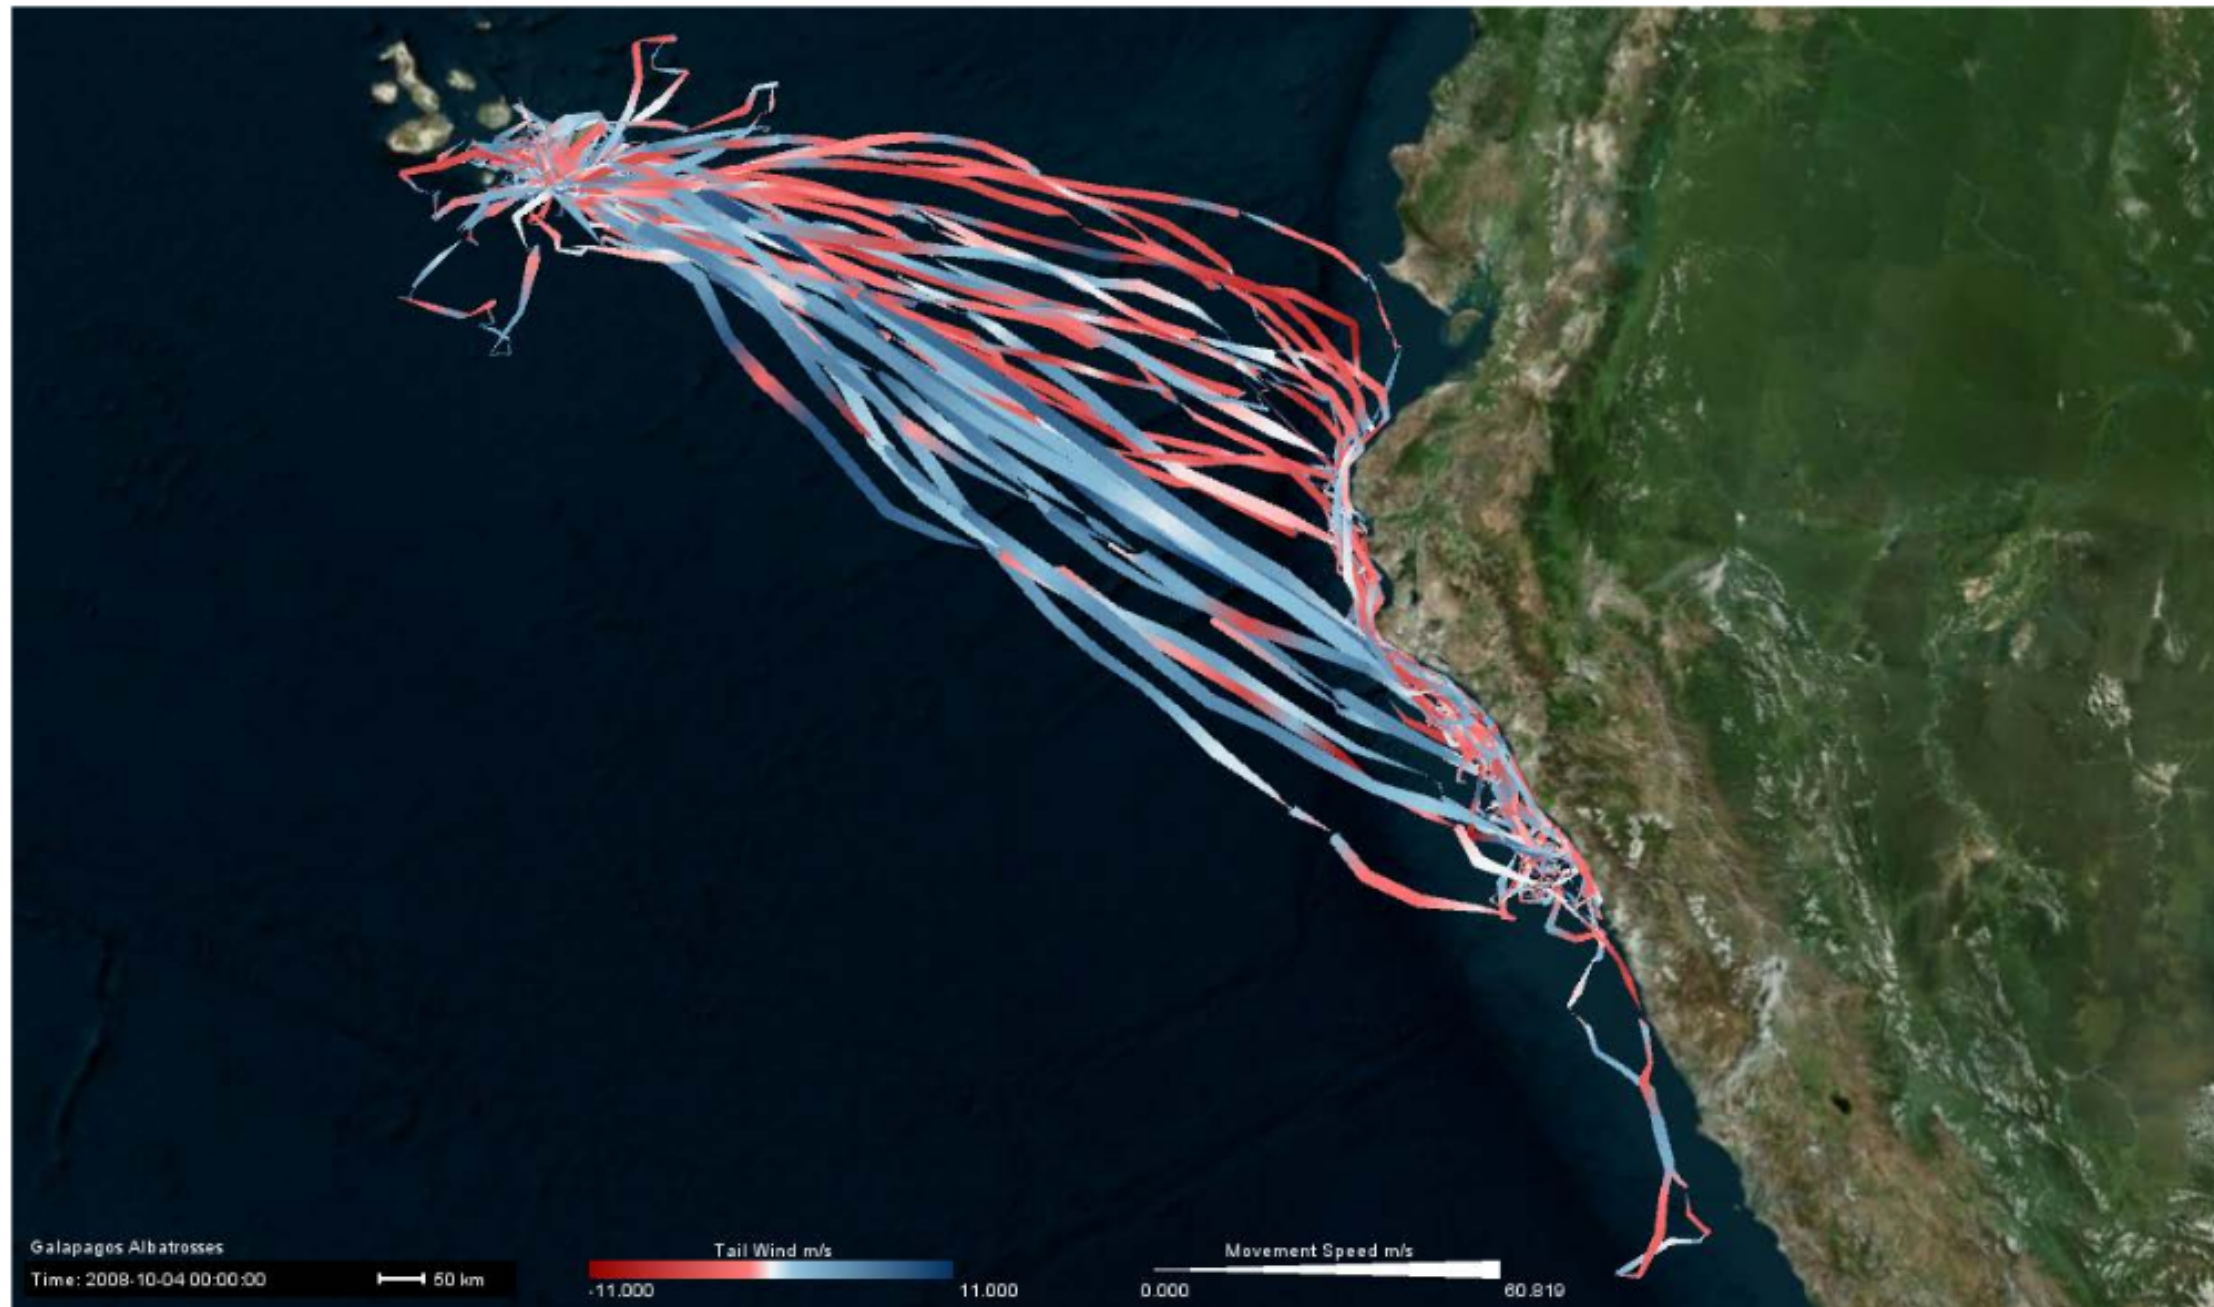 Galapagos Albatrosses
Time: 2008-10-04 00:00:00
50 km
Tail Wind m/s
-11.000 11.000
Movement Speed m/s
0.000 60.819